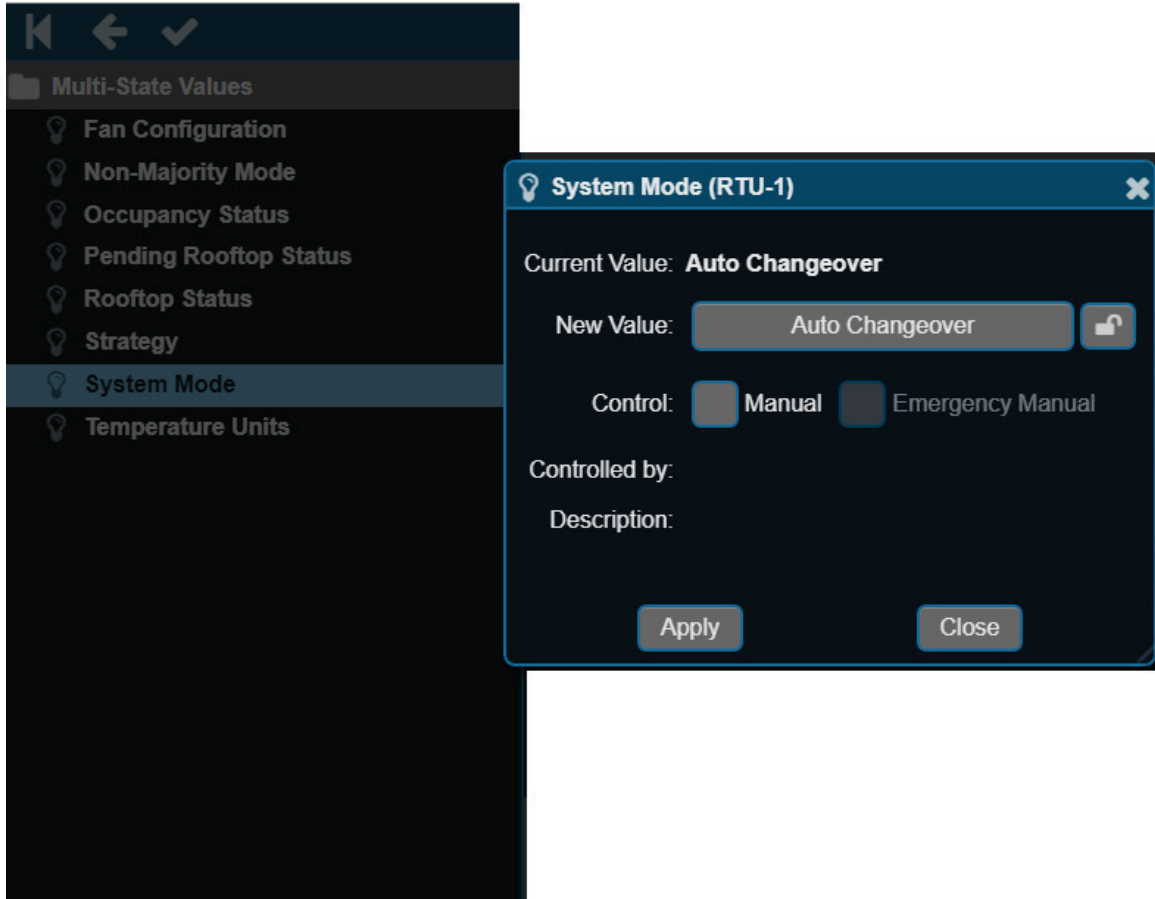 Multi-State Values
Fan Configuration
Non-Majority Mode
Occupancy Status
Pending Rooftop Status
Rooftop Status
Strategy
System Mode
Temperature Units
System Mode (RTU-1)
Current Value: Auto Changeover
New Value: Auto Changeover
Control: Manual Emergency Manual
Controlled by:
Description:
Apply Close